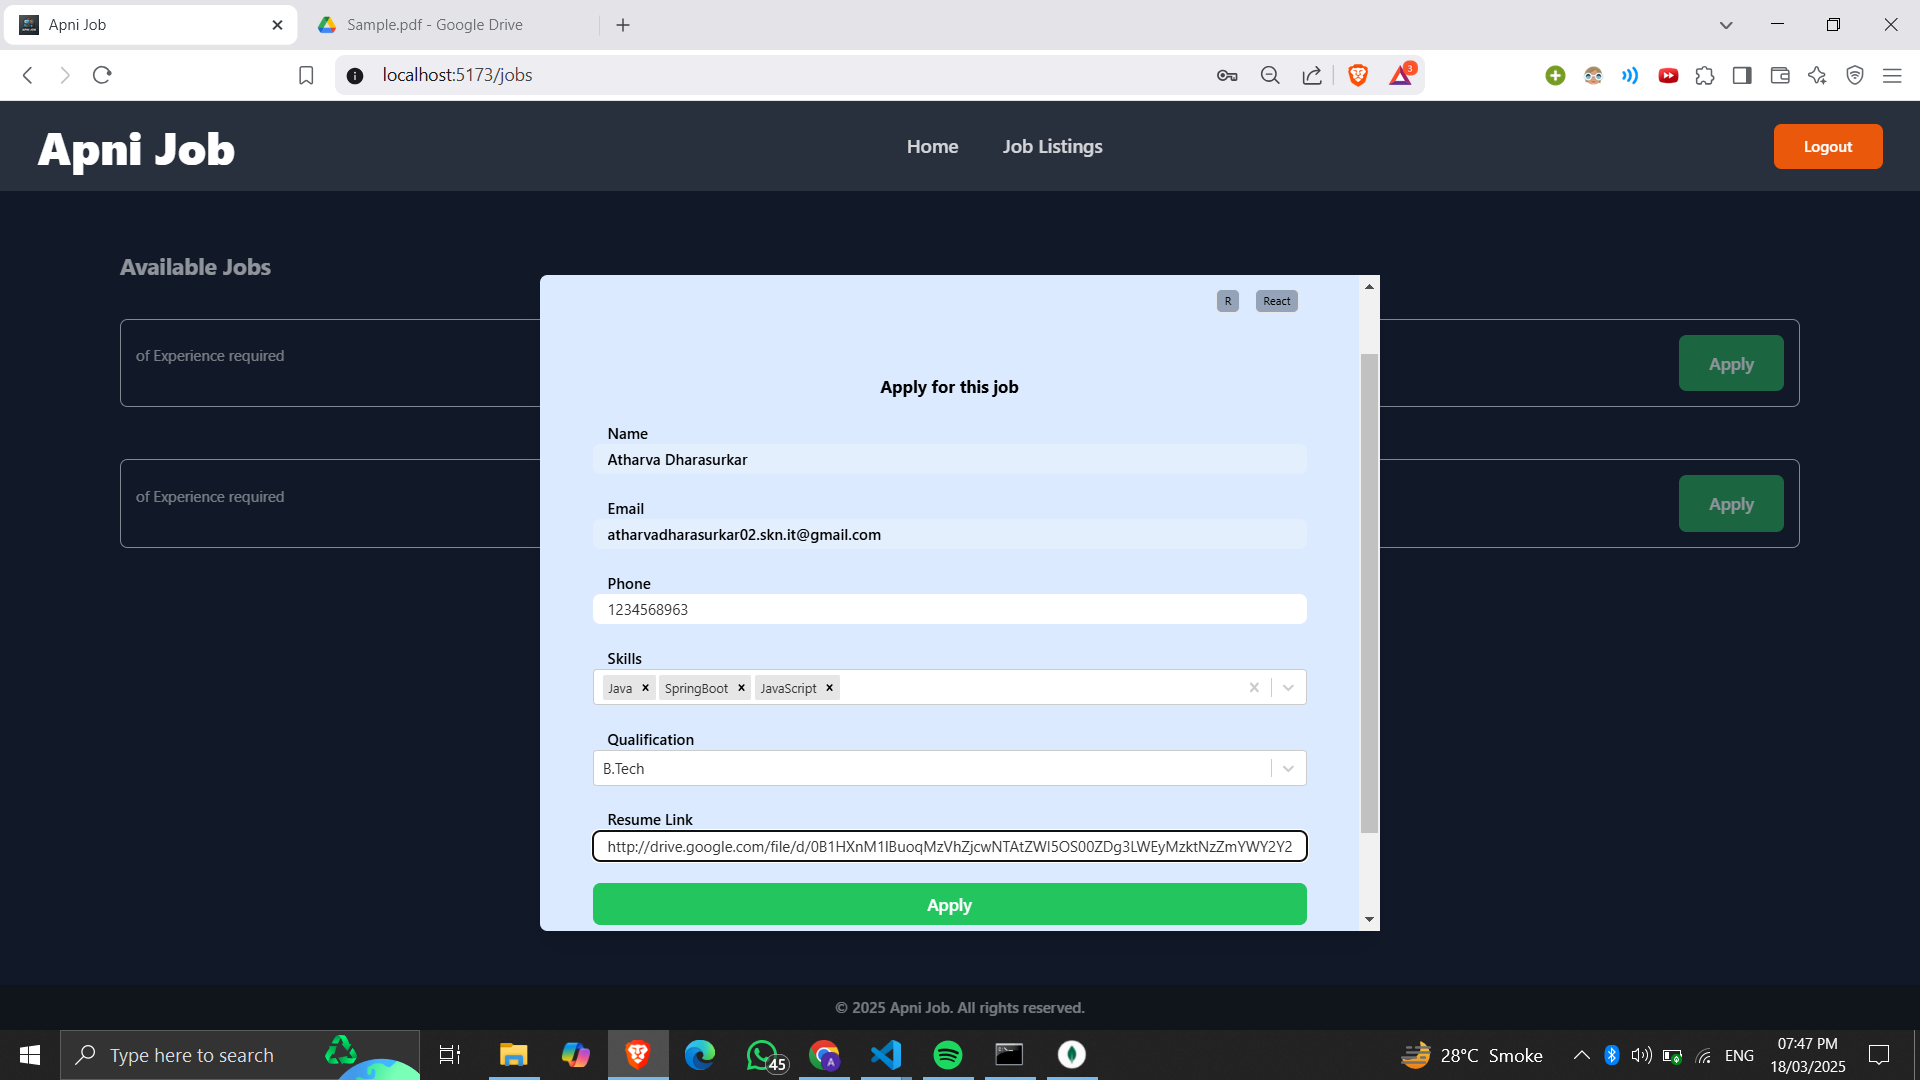 Apni Job
Sample.pdf - Google Drive
localhost:5173/jobs
3
Apni Job
Home
Job Listings
Logout
Available Jobs
R
React
of Experience required
Apply
Apply for this job
Name
Atharva Dharasurkar
of Experience required
Apply
Email
atharvadharasurkar02.skn.it@gmail.com
Phone
1234568963
Skills
Java
SpringBoot
JavaScript
Qualification
B.Tech
Resume Link
http://drive.google.com/file/d/0B1HXnM1lBuoqMzVhZjcwNTAtZWI5OS00ZDg3LWEyMzktNzZmYWY2Y2
Apply
© 2025 Apni Job. All rights reserved.
Type here to search
45
28°C Smoke
ENG
07:47 PM
18/03/2025